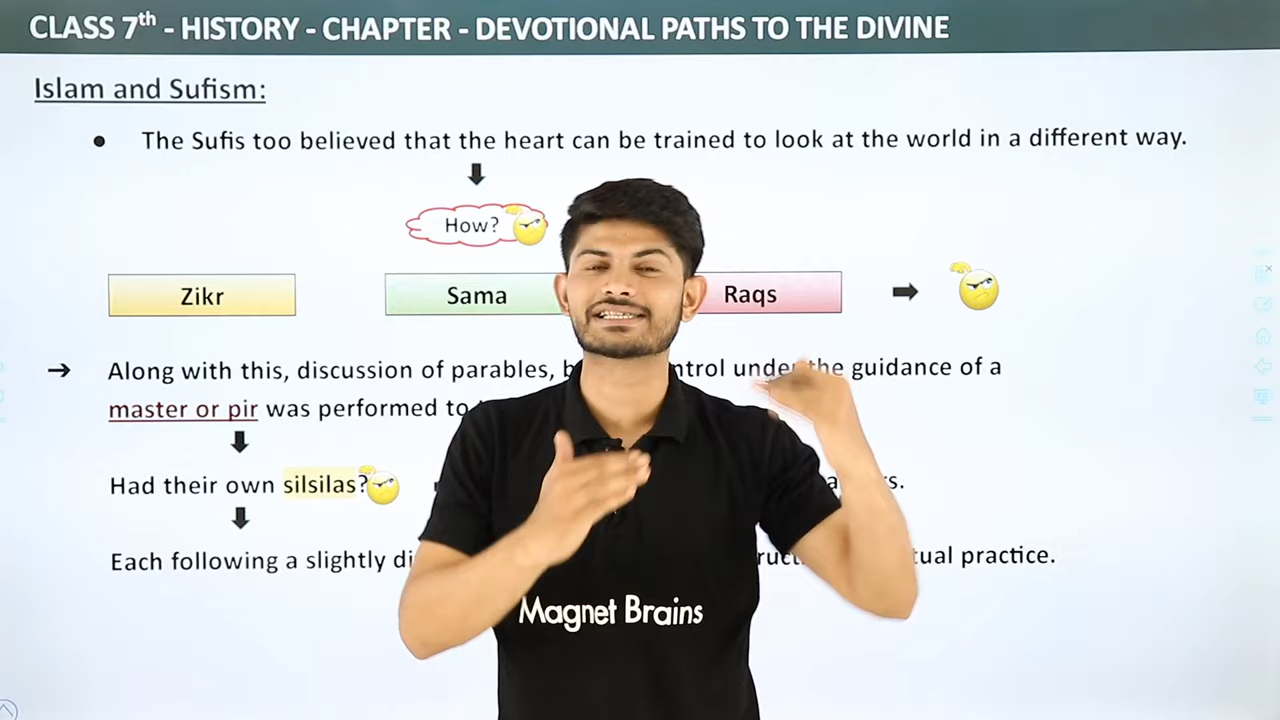 CLASS 7th - HISTORY - CHAPTER - DEVOTIONAL PATHS TO THE DIVINE
Islam and Sufism:
• The Sufis too believed that the heart can be trained to look at the world in a different way.
How?
Zikr
Sama
Raqs
→ Along with this, discussion of parables, under the guidance of a
master or pir was performed to
Had their own silsilas?
Each following a slightly practice.
Magnet Brains